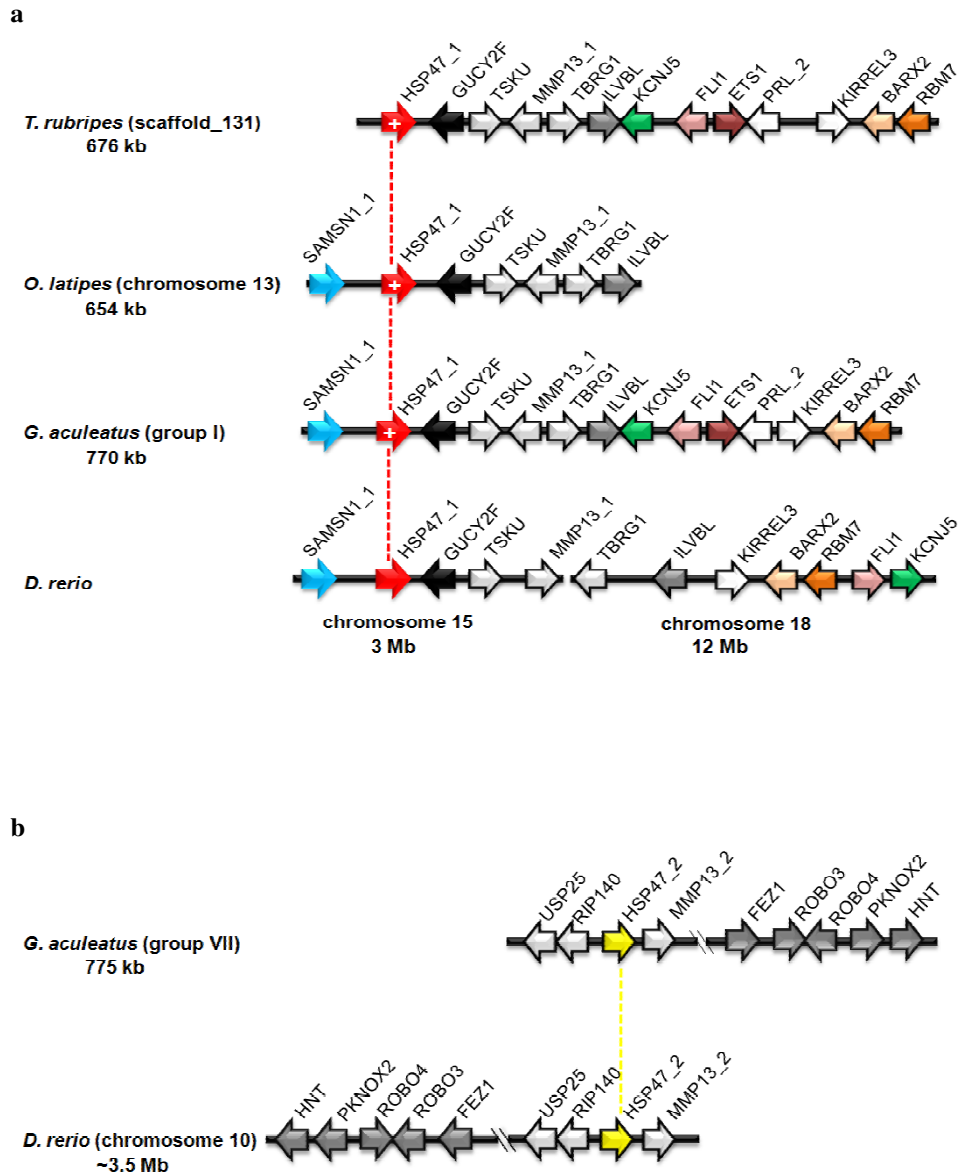 a
HSP47_1 GUCY2F TSKU MMP13_1 TBRG1 ILVBL KCNJ5 FLI1 ETS1 PRL_2 KIRREL3 BARX2 RBM7
T. rubripes (scaffold_131)
676 kb
+
SAMSN1_1 HSP47_1 GUCY2F TSKU MMP13_1 TBRG1 ILVBL
O. latipes (chromosome 13)
654 kb
+
SAMSN1_1 HSP47_1 GUCY2F TSKU MMP13_1 TBRG1 ILVBL KCNJ5 FLI1 ETS1 PRL_2 KIRREL3 BARX2 RBM7
G. aculeatus (group I)
770 kb
+
SAMSN1_1 HSP47_1 GUCY2F TSKU MMP13_1 TBRG1 ILVBL KIRREL3 BARX2 RBM7 FLI1 KCNJ5
D. rerio
chromosome 15 chromosome 18
3 Mb 12 Mb
b
USP25 RIP140 HSP47_2 MMP13_2 FEZ1 ROBO3 ROBO4 PKNOX2 HNT
G. aculeatus (group VII)
775 kb
HNT PKNOX2 ROBO4 ROBO3 FEZ1 USP25 RIP140 HSP47_2 MMP13_2
D. rerio (chromosome 10)
~3.5 Mb